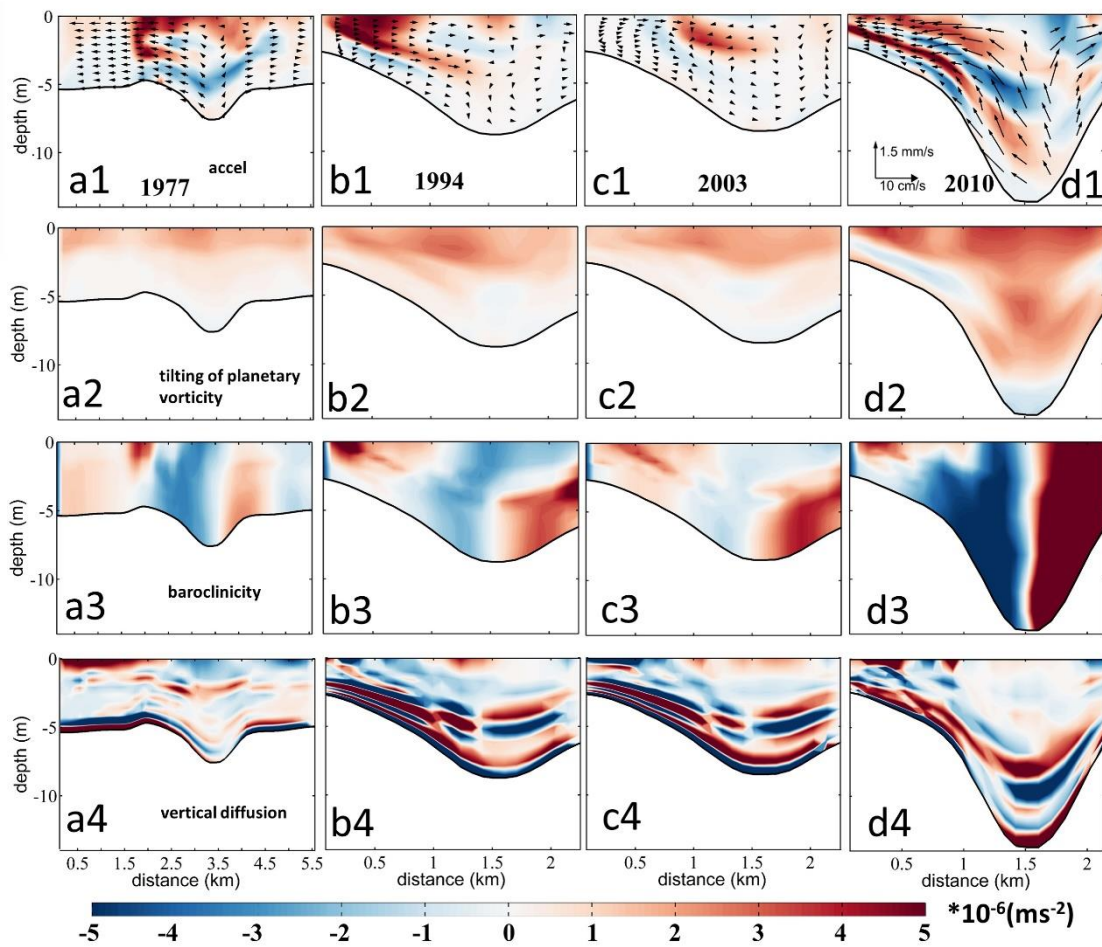 0
depth (m)
-5
-10
a1
accel
1977
b1
1994
c1
2003
1.5 mm/s
10 cm/s
2010
d1
0
depth (m)
-5
-10
a2
tilting of planetary
vorticity
b2
c2
d2
0
depth (m)
-5
-10
a3
baroclinicity
b3
c3
d3
0
depth (m)
-5
-10
a4
vertical diffusion
b4
c4
d4
0.5 1.5 2.5 3.5 4.5 5.5
0.5 1 1.5 2
0.5 1 1.5 2
1 1.5 2
distance (km)
distance (km)
distance (km)
distance (km)
-5 -4 -3 -2 -1 0 1 2 3 4 5
*10-6(ms-2)